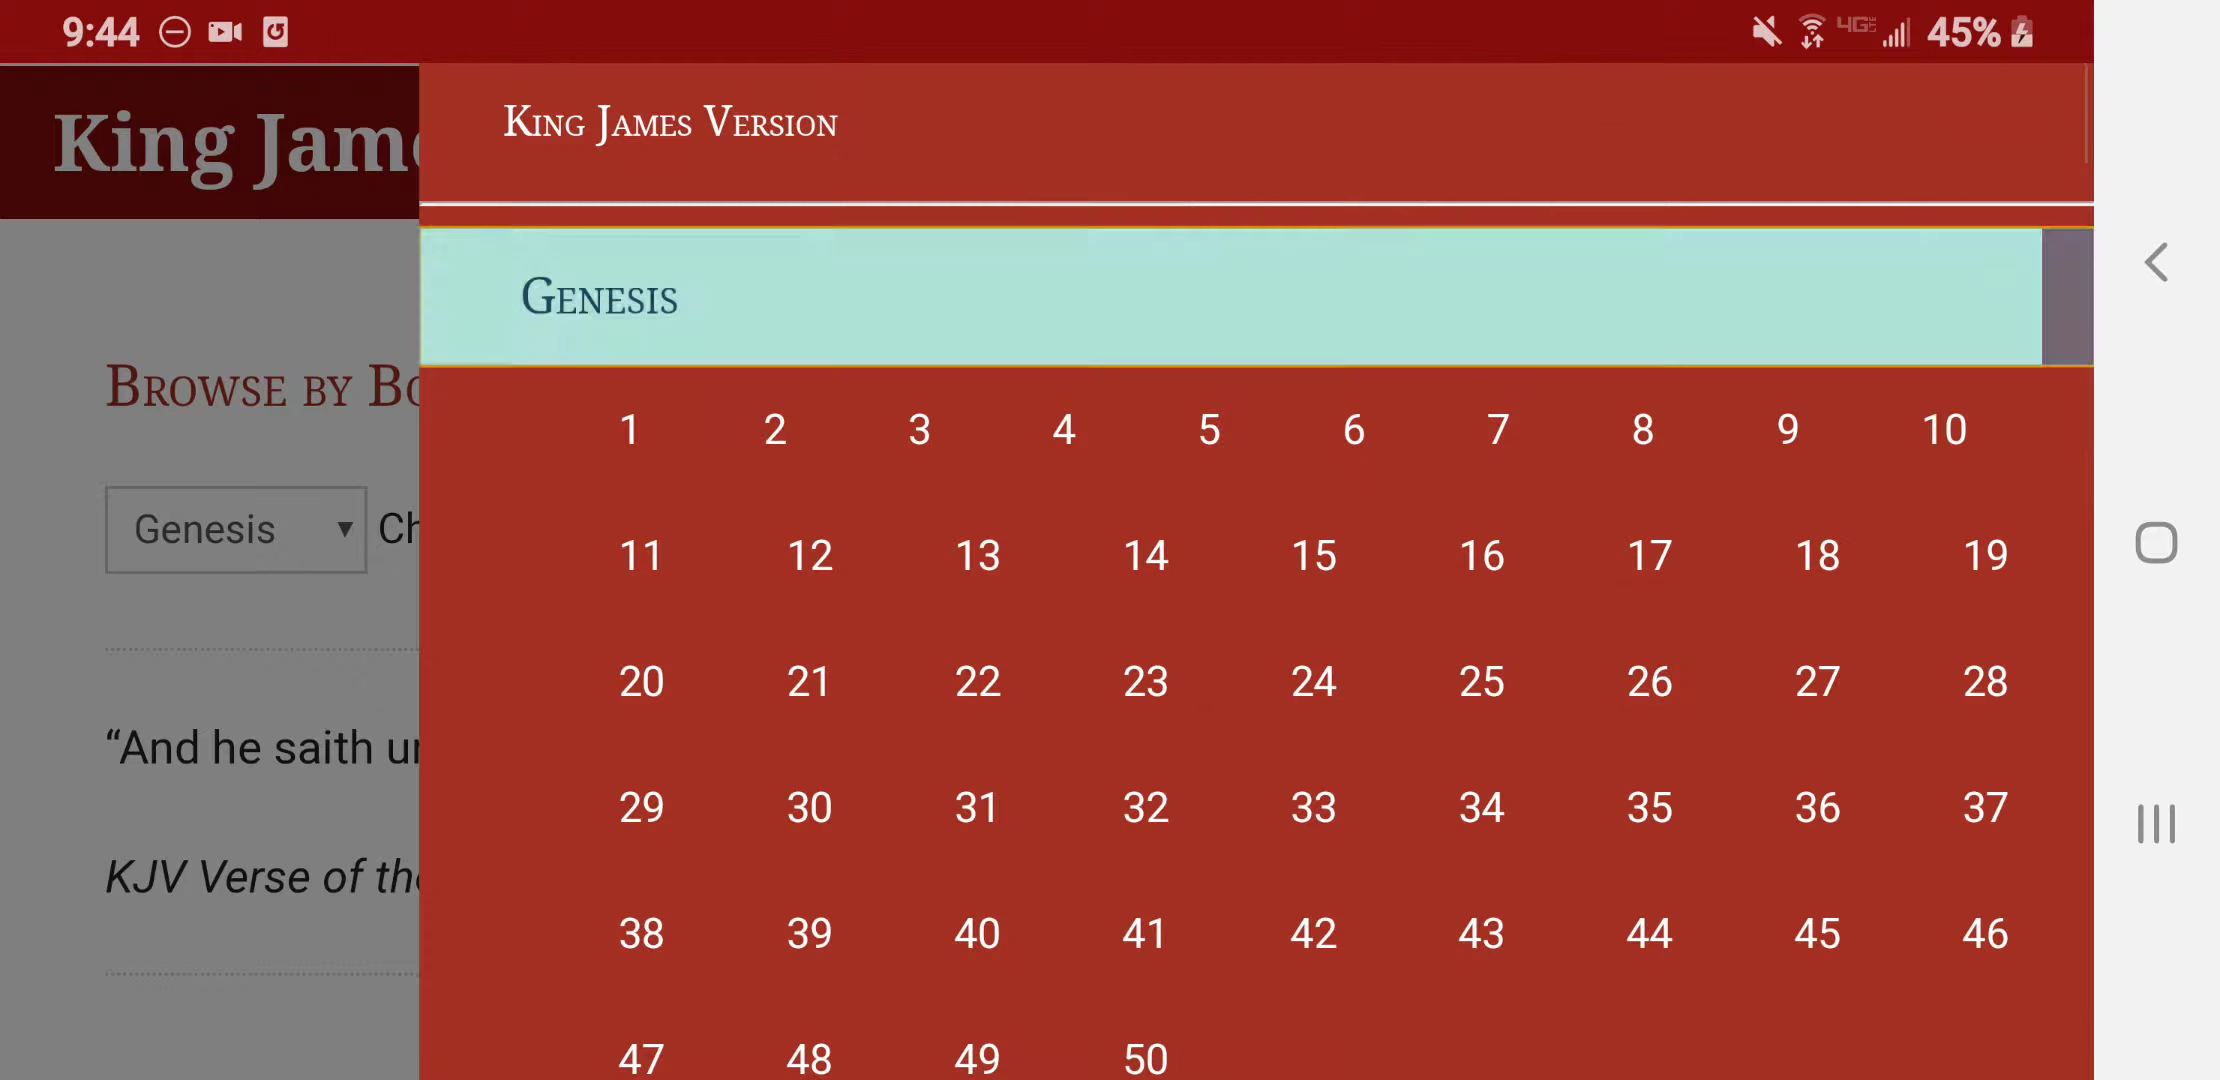 9:44 4G 45%
King Jam
King James Version
Genesis
Browse by Bo
Genesis Ch
1 2 3 4 5 6 7 8 9 10
11 12 13 14 15 16 17 18 19
20 21 22 23 24 25 26 27 28
29 30 31 32 33 34 35 36 37
38 39 40 41 42 43 44 45 46
47 48 49 50
“And he saith
KJV Verse of the